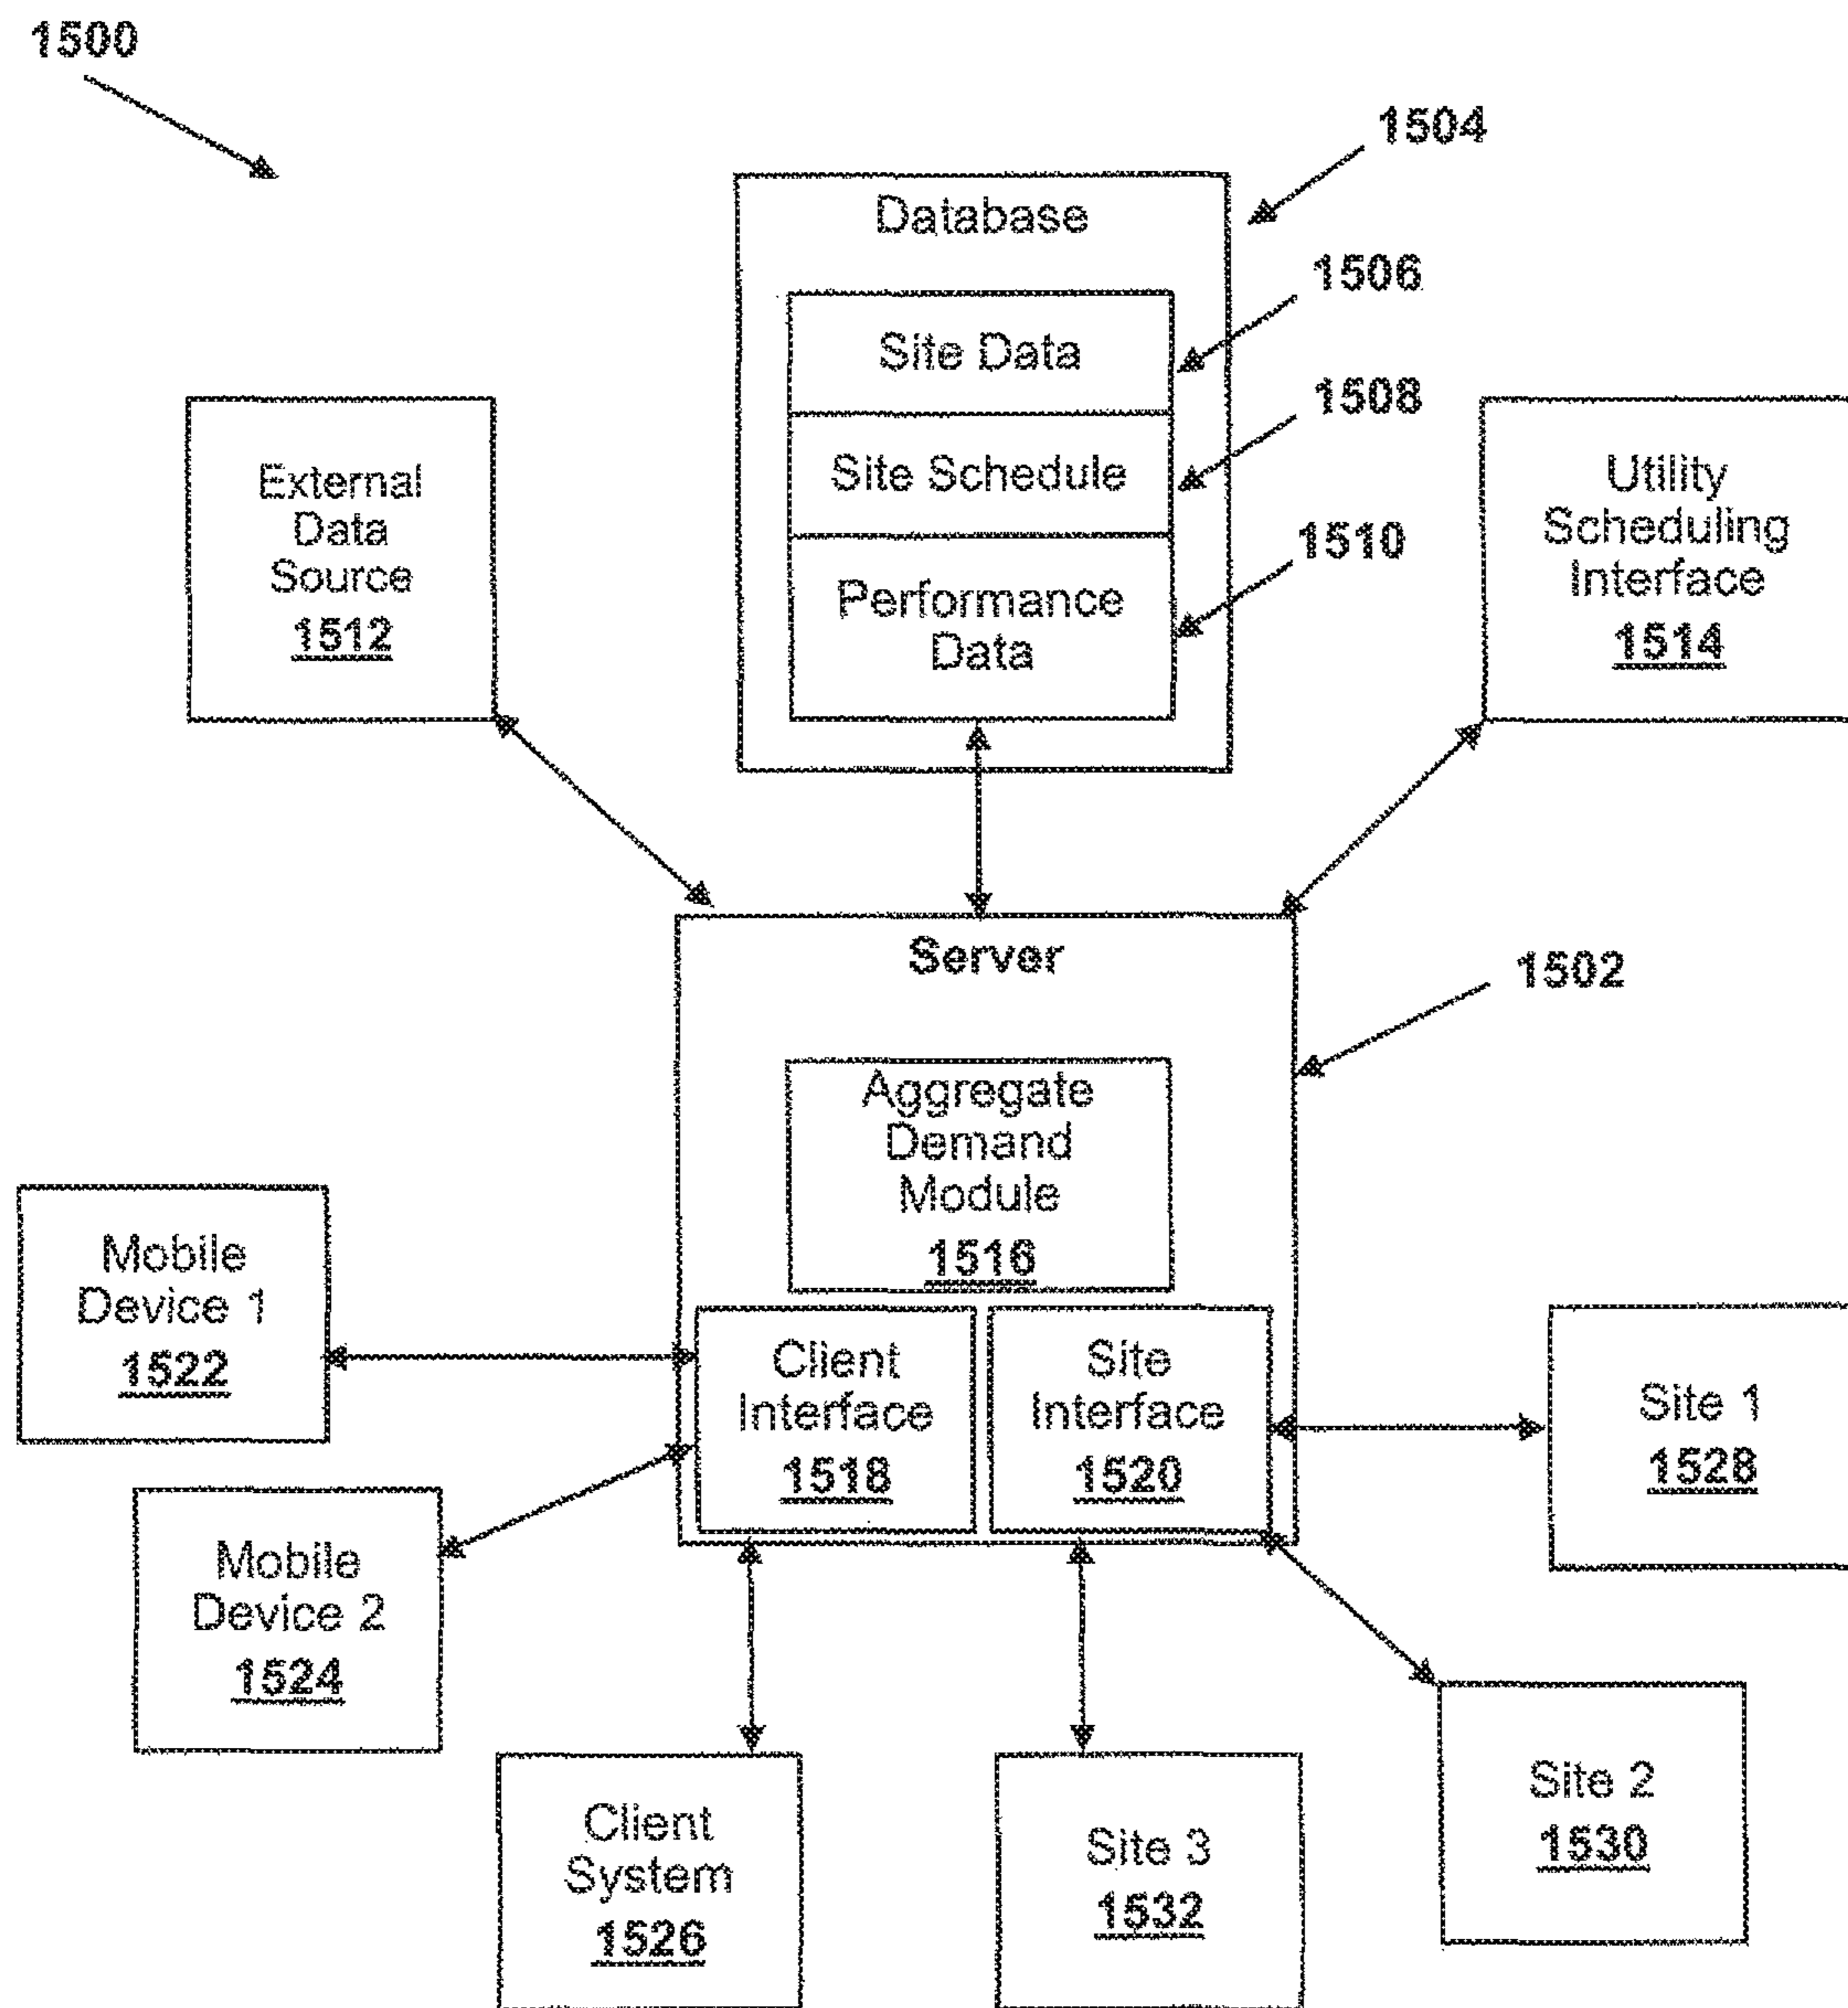 1500
1504
Database
1506
Site Data
1508
Site Schedule
1510
Performance
Data
External
Data
Source
1512
Utility
Scheduling
Interface
1514
Server
1502
Aggregate
Demand
Module
1516
Mobile
Device 1
1522
Client
Interface
1518
Site
Interface
1520
Site 1
1528
Mobile
Device 2
1524
Client
System
1526
Site 3
1532
Site 2
1530